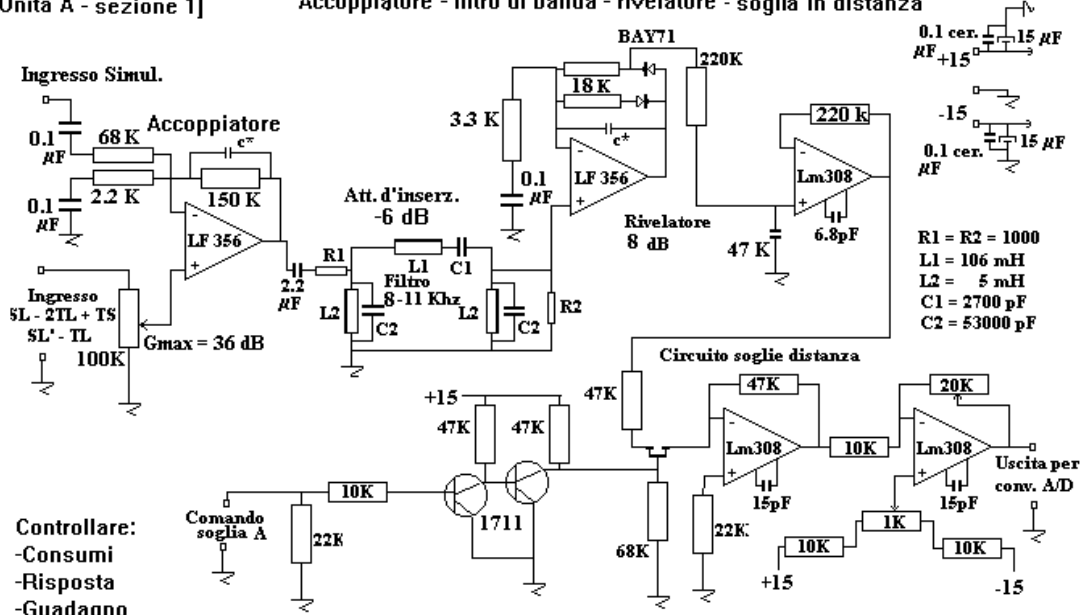 Unità A - sezione 1]
Accoppiatore - filtro di banda - rivelatore - soglia in distanza
BAY71
0.1 cer.
µF
15 µF
+15
Ingresso Simul.
220K
18 K
-15
0.1 cer.
µF
15 µF
Accoppiatore
0.1
µF
68 K
c*
3.3 K
c*
220 k
2.2 K
150 K
LF 356
Lm308
0.1
µF
Att. d'inserz.
-6 dB
0.1
µF
Rivelatore
8 dB
6.8pF
LF 356
47 K
R1 = R2 = 1000
L1 = 106 mH
L2 = 5 mH
C1 = 2700 pF
C2 = 53000 pF
R1
L1
C1
2.2
µF
Filtro
8-11 Khz
L2
C2
L2
C2
R2
Ingresso
SL - 2TL + TS
SL' - TL
100K
Gmax = 36 dB
Circuito soglie distanza
+15
47K
47K
47K
47K
20K
Lm308
10K
Lm308
Uscita per
conv. A/D
15pF
15pF
10K
Comando
soglia A
1711
22K
68K
22K
1K
10K
10K
+15
-15
Controllare:
-Consumi
-Risposta
-Guadagno